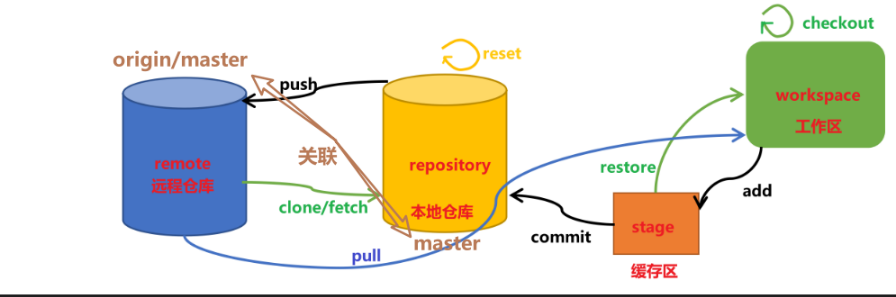 checkout
reset
origin/master
push
workspace
工作区
remote
远程仓库
关联
repository
本地仓库
restore
add
clone/fetch
master
commit
stage
缓存区
pull